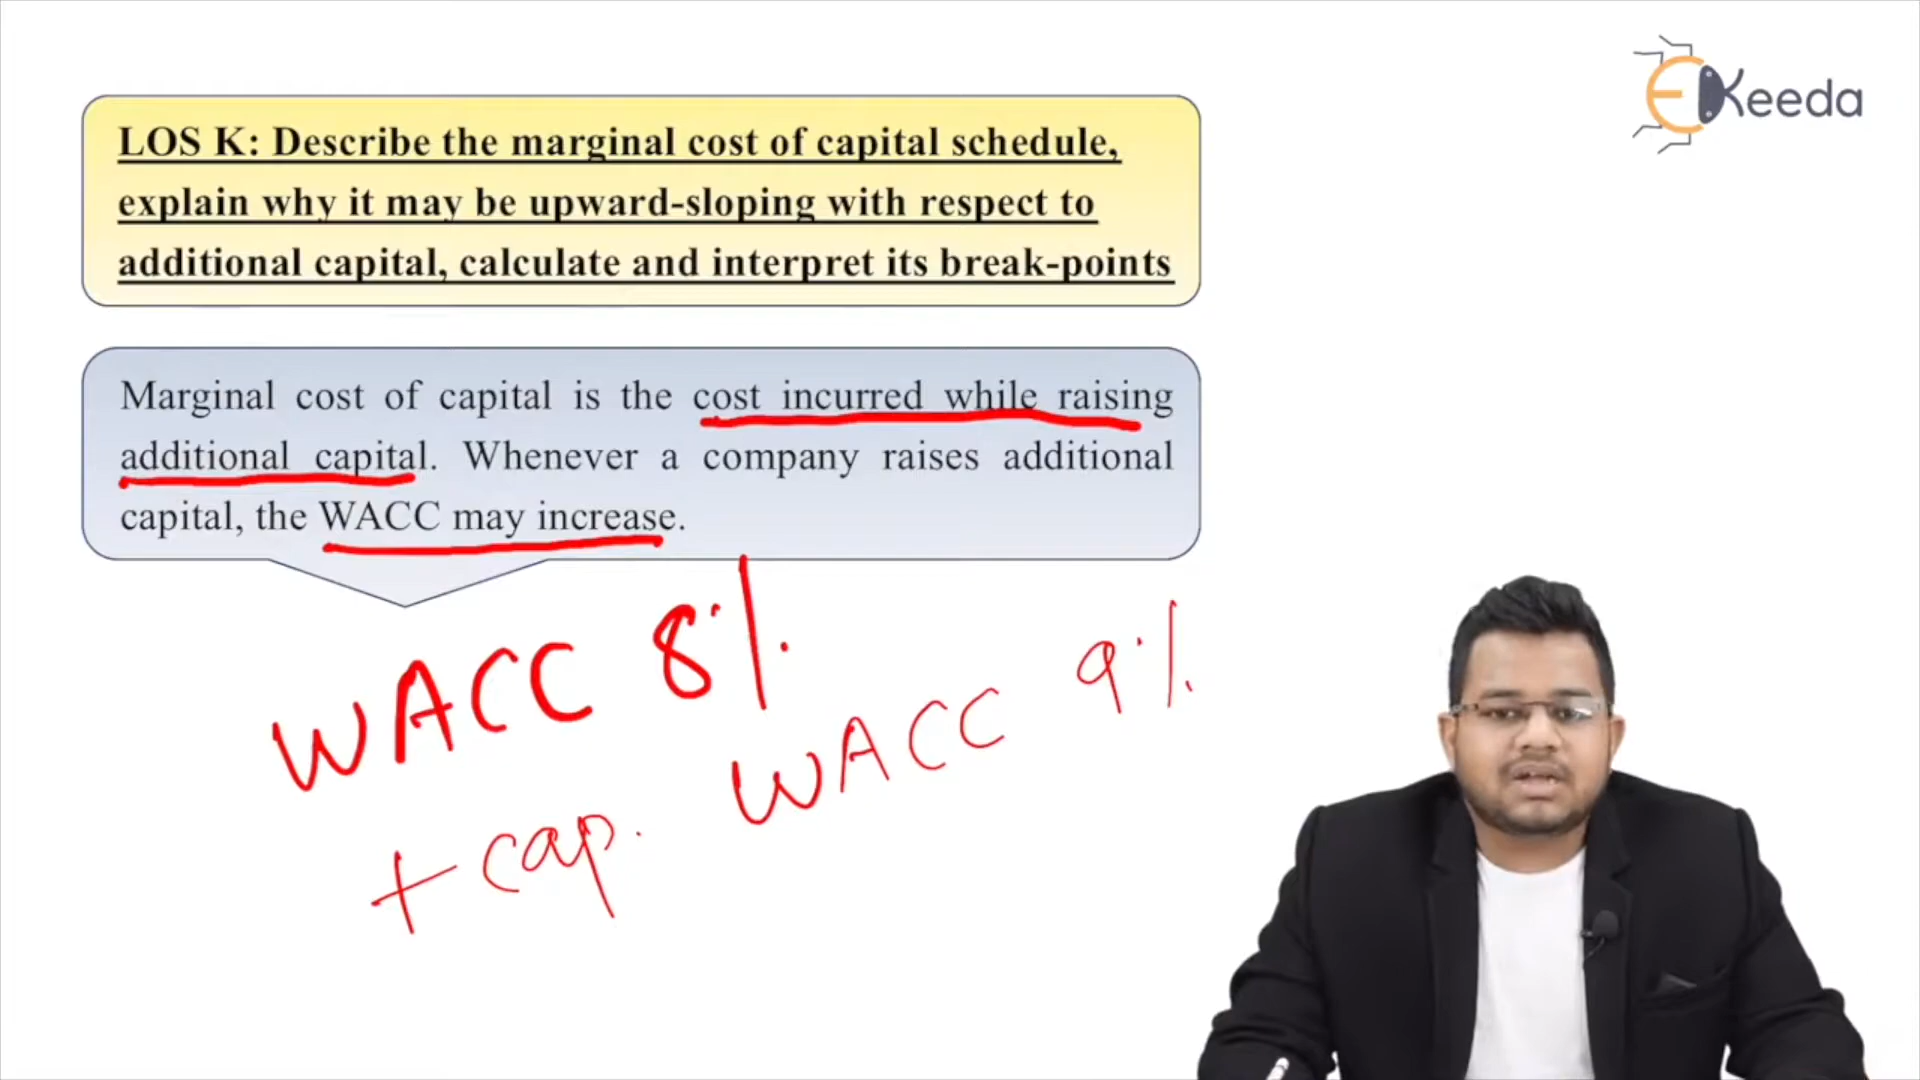 EKeeda
LOS K: Describe the marginal cost of capital schedule,
explain why it may be upward-sloping with respect to
additional capital, calculate and interpret its break-points
Marginal cost of capital is the cost incurred while raising
additional capital. Whenever a company raises additional
capital, the WACC may increase.
WACC 8%
+ cap. WACC 9%